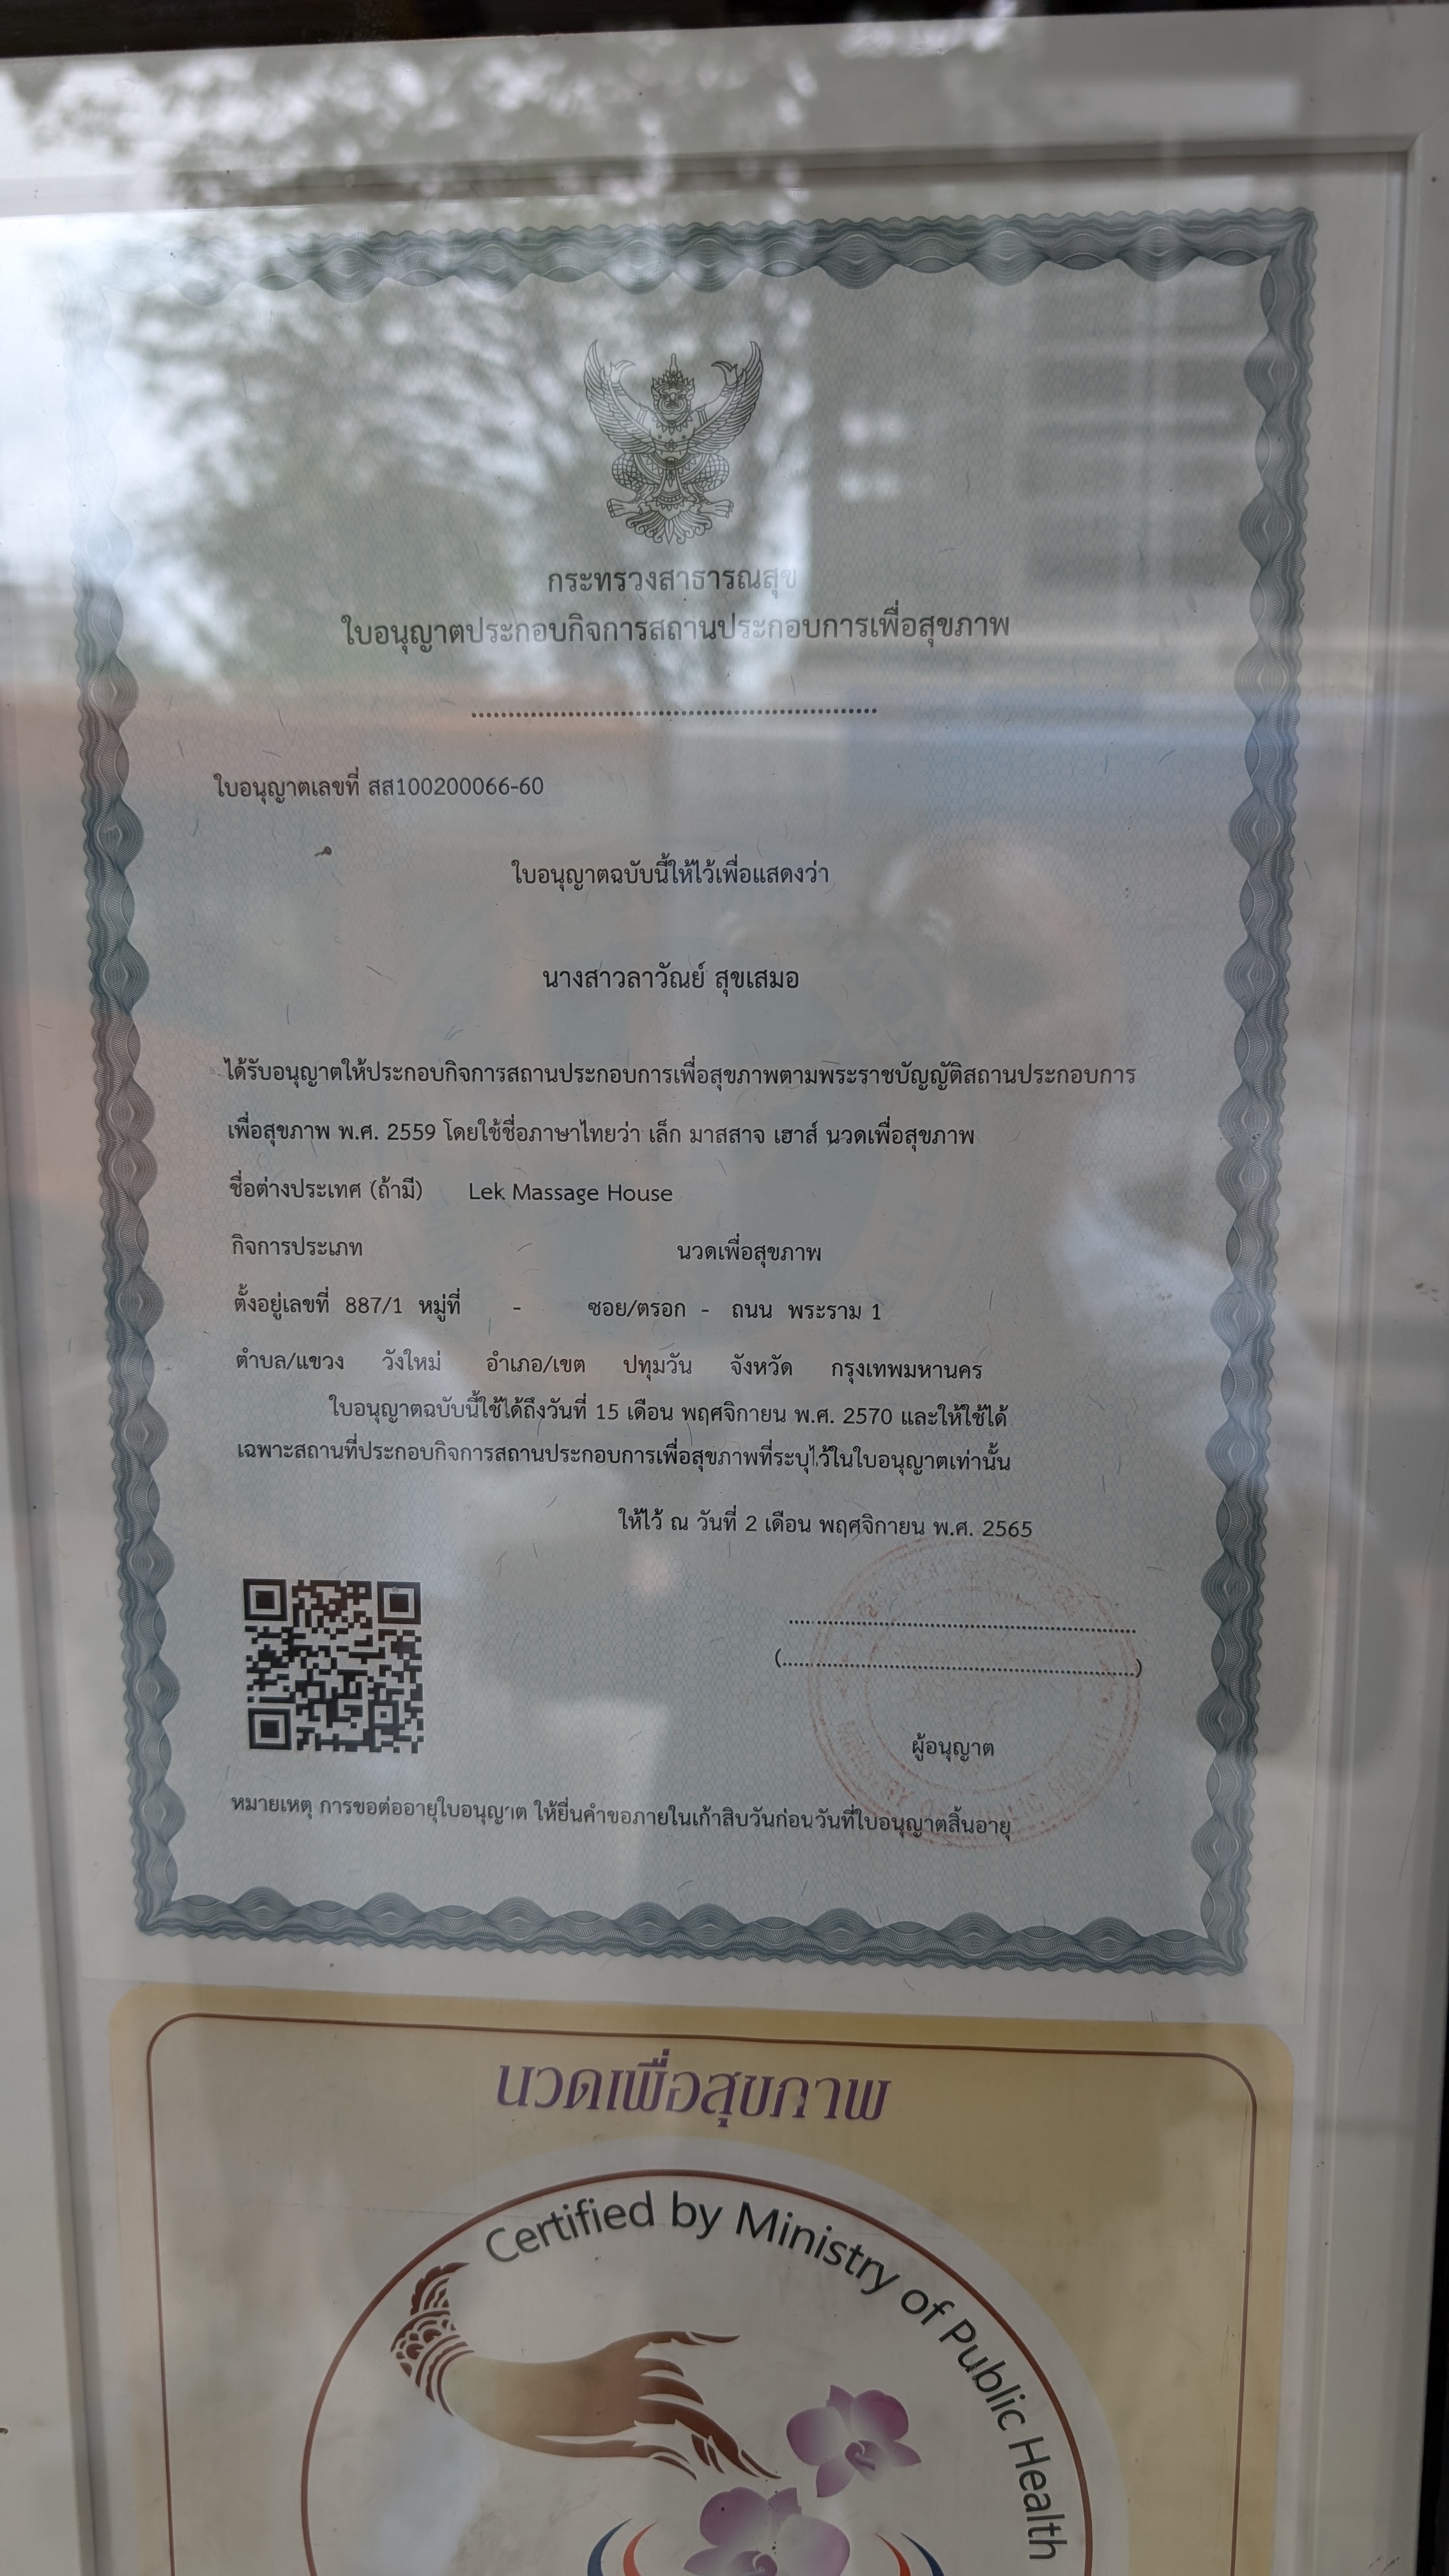 กระทรวงสาธารณสุข
ใบอนุญาตประกอบกิจการสถานประกอบการเพื่อสุขภาพ
ใบอนุญาตเลขที่ สส100200066-60
ใบอนุญาตฉบับนี้ให้ไว้เพื่อแสดงว่า
นางสาวลาวัณย์ สุขเสมอ
ได้รับอนุญาตให้ประกอบกิจการสถานประกอบการเพื่อสุขภาพตามพระราชบัญญัติสถานประกอบการ
เพื่อสุขภาพ พ.ศ. 2559 โดยใช้ชื่อภาษาไทยว่า เล็ก มาสสาจ เฮาส์ นวดเพื่อสุขภาพ
ชื่อต่างประเทศ (ถ้ามี) Lek Massage House
กิจการประเภท นวดเพื่อสุขภาพ
ตั้งอยู่เลขที่ 887/1 หมู่ที่ - ซอย/ตรอก - ถนน พระราม 1
ตำบล/แขวง วังใหม่ อำเภอ/เขต ปทุมวัน จังหวัด กรุงเทพมหานคร
ใบอนุญาตฉบับนี้ใช้ได้ถึงวันที่ 15 เดือน พฤศจิกายน พ.ศ. 2570 และให้ใช้ได้
เฉพาะสถานที่ประกอบกิจการสถานประกอบการเพื่อสุขภาพที่ระบุไว้ในใบอนุญาตเท่านั้น
ให้ไว้ ณ วันที่ 2 เดือน พฤศจิกายน พ.ศ. 2565
(..........................................................)
ผู้อนุญาต
หมายเหตุ การขอต่ออายุใบอนุญาต ให้ยื่นคำขอภายในเก้าสิบวันก่อนวันที่ใบอนุญาตสิ้นอายุ
นวดเพื่อสุขภาพ
Certified by Ministry of Public Health